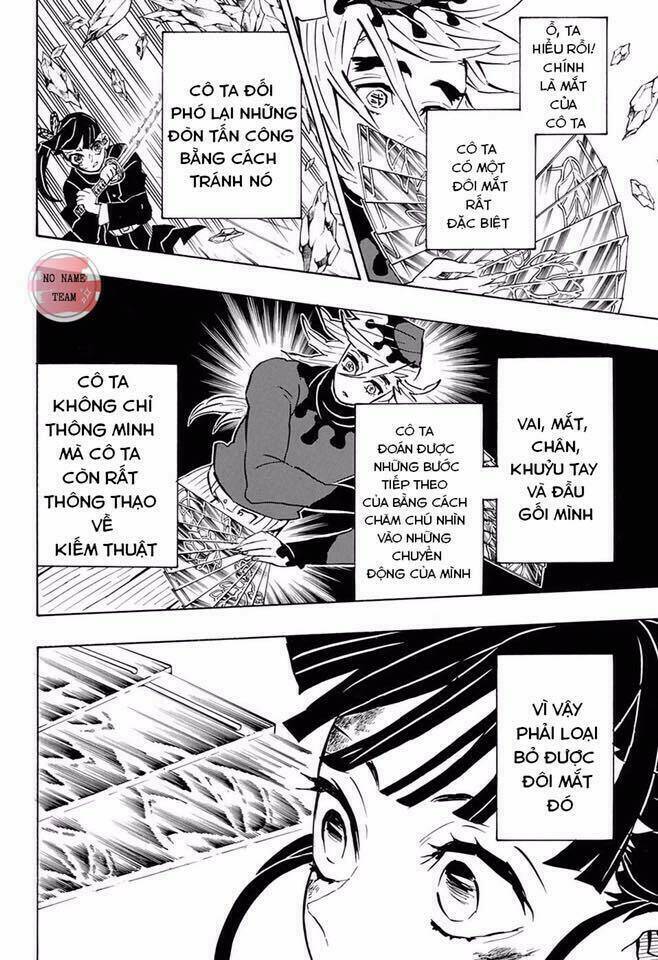 Ồ, TA
HIỂU RỒI!
CHÍNH
LÀ MẮT
CỦA
CÔ TA
CÔ TA
CÓ MỘT
ĐÔI MẮT
RẤT
ĐẶC BIỆT
CÔ TA ĐỐI
PHÓ LẠI NHỮNG
ĐÒN TẤN CÔNG
BẰNG CÁCH
TRÁNH NÓ
NO NAME
TEAM
VAI, MẮT,
CHÂN,
KHUỶU TAY
VÀ ĐẦU
GỐI MÌNH
CÔ TA
ĐOÁN ĐƯỢC
NHỮNG BƯỚC
TIẾP THEO
CỦA BẰNG CÁCH
CHĂM CHÚ NHÌN
VÀO NHỮNG
CHUYỂN
ĐỘNG CỦA MÌNH
CÔ TA
KHÔNG CHỈ
THÔNG MINH
MÀ CÔ TA
CÒN RẤT
THÔNG THẠO
VỀ
KIẾM THUẬT
VÌ VẬY
PHẢI LOẠI
BỎ ĐƯỢC
ĐÔI MẮT
ĐÓ